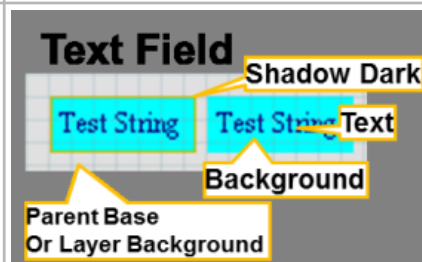 Text Field
Shadow Dark
Test String
Test String
Text
Background
Parent Base
Or Layer Background